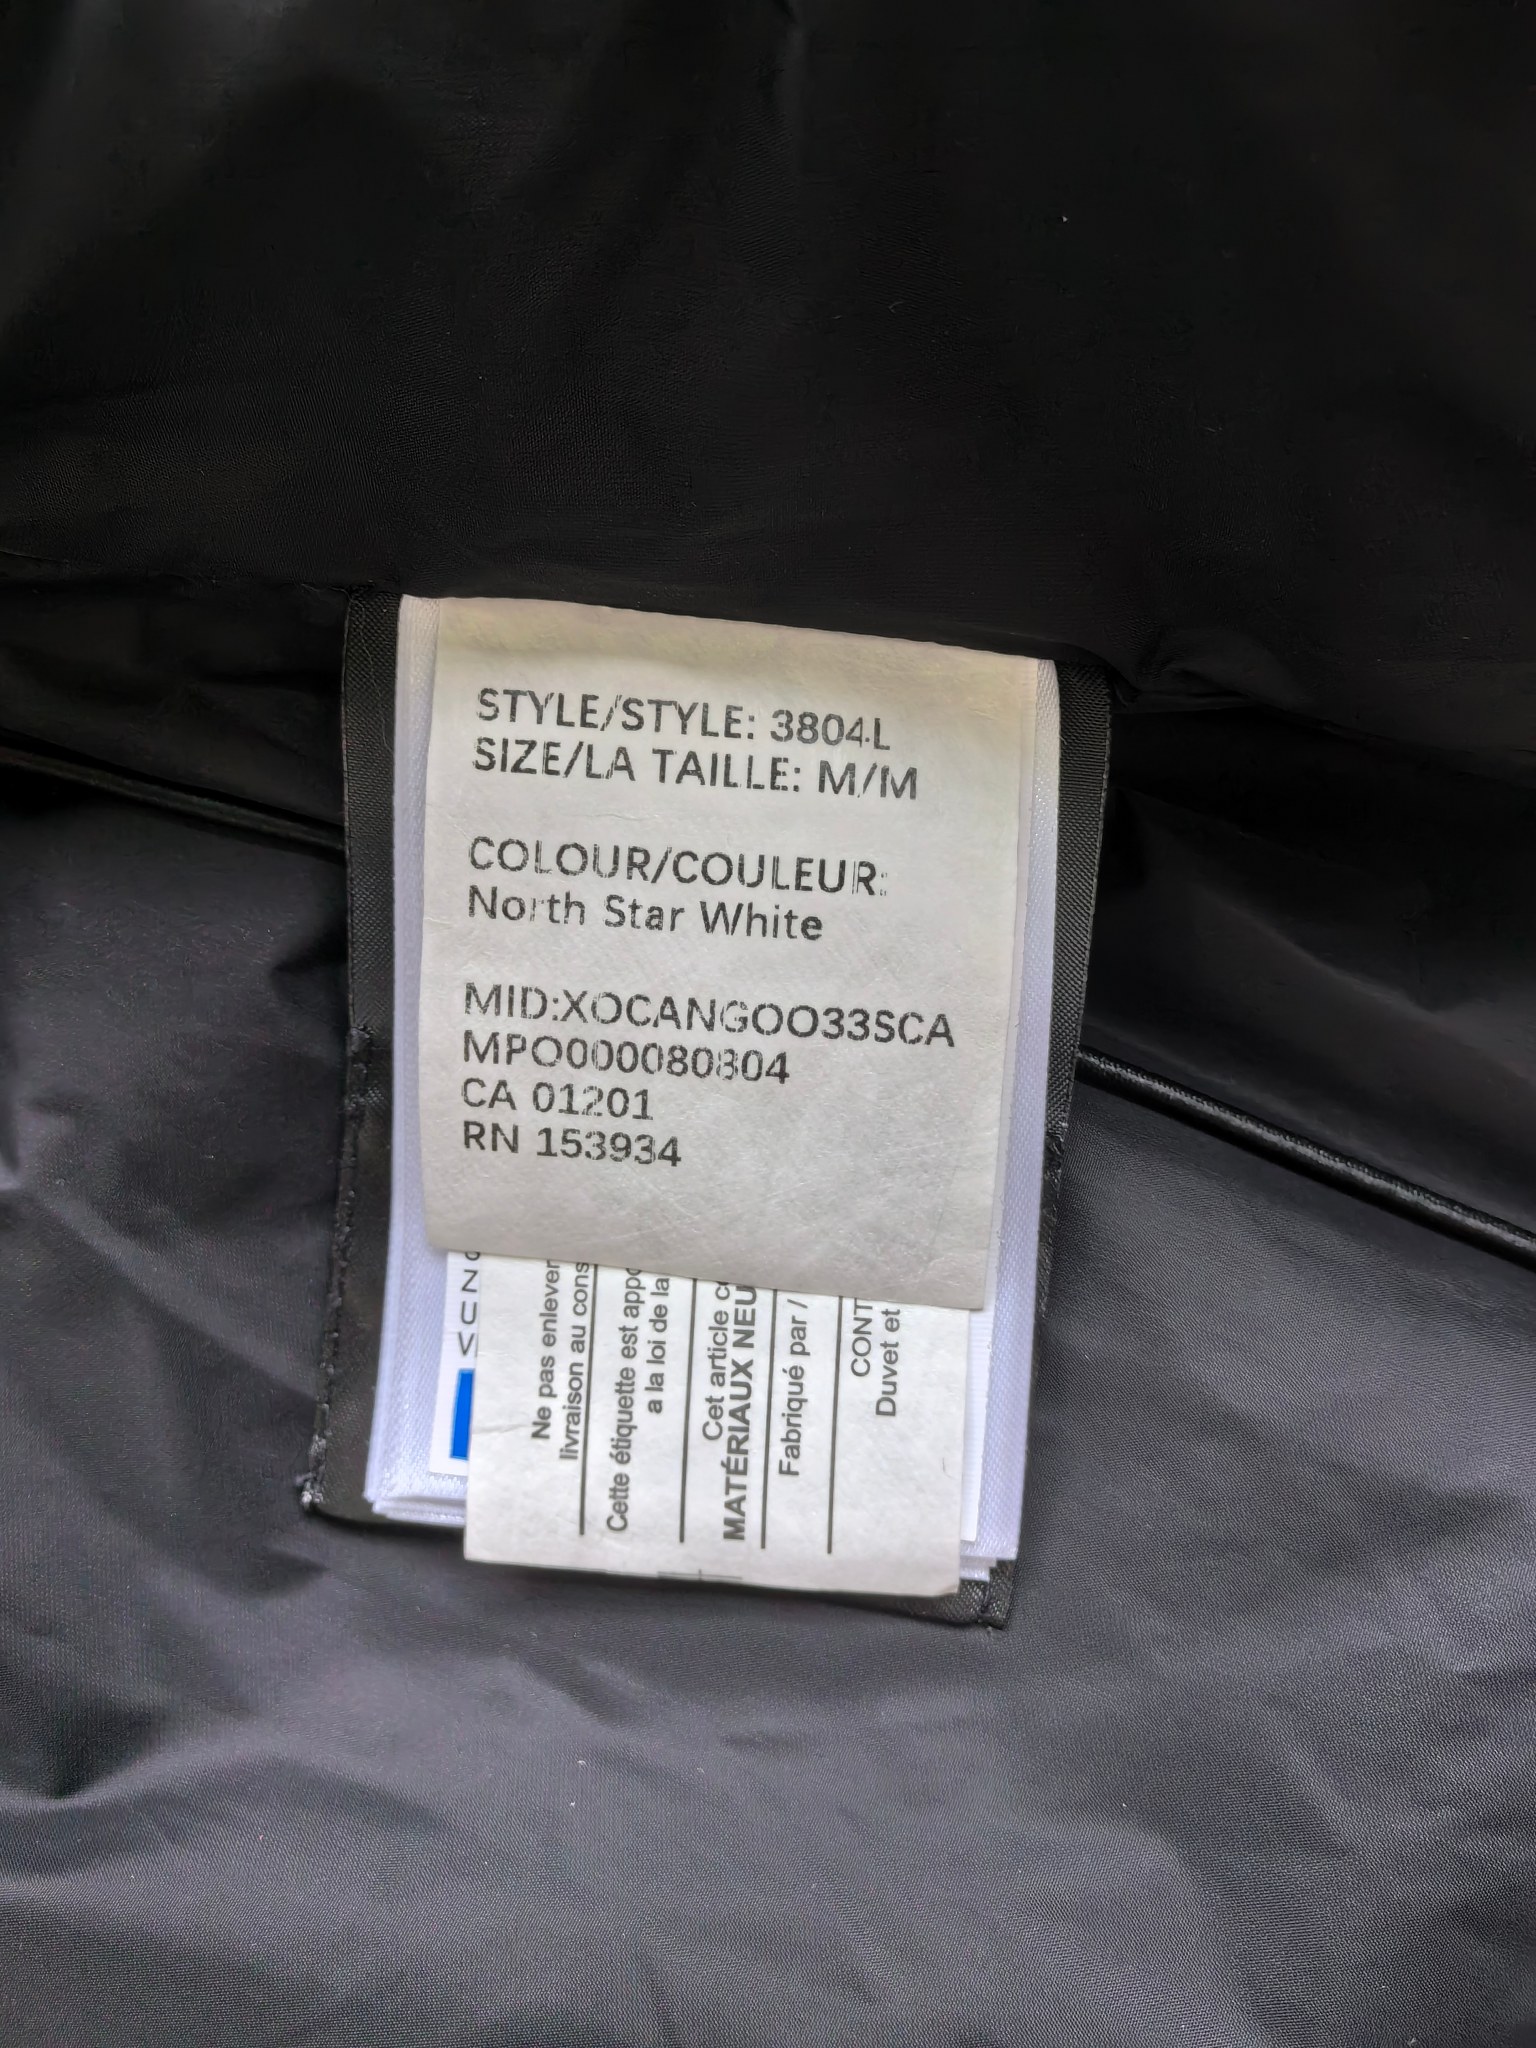 STYLE/STYLE: 3804L
SIZE/LA TAILLE: M/M
COLOUR/COULEUR:
North Star White
MID:XOCANGOO33SCA
MPO000080804
CA 01201
RN 153934
Ne pas enlever
livraison au cons
Cette étiquette est appo
a la loi de la
Cet article co
MATÉRIAUX NEU
Fabriqué par /
CONT
Duvet et